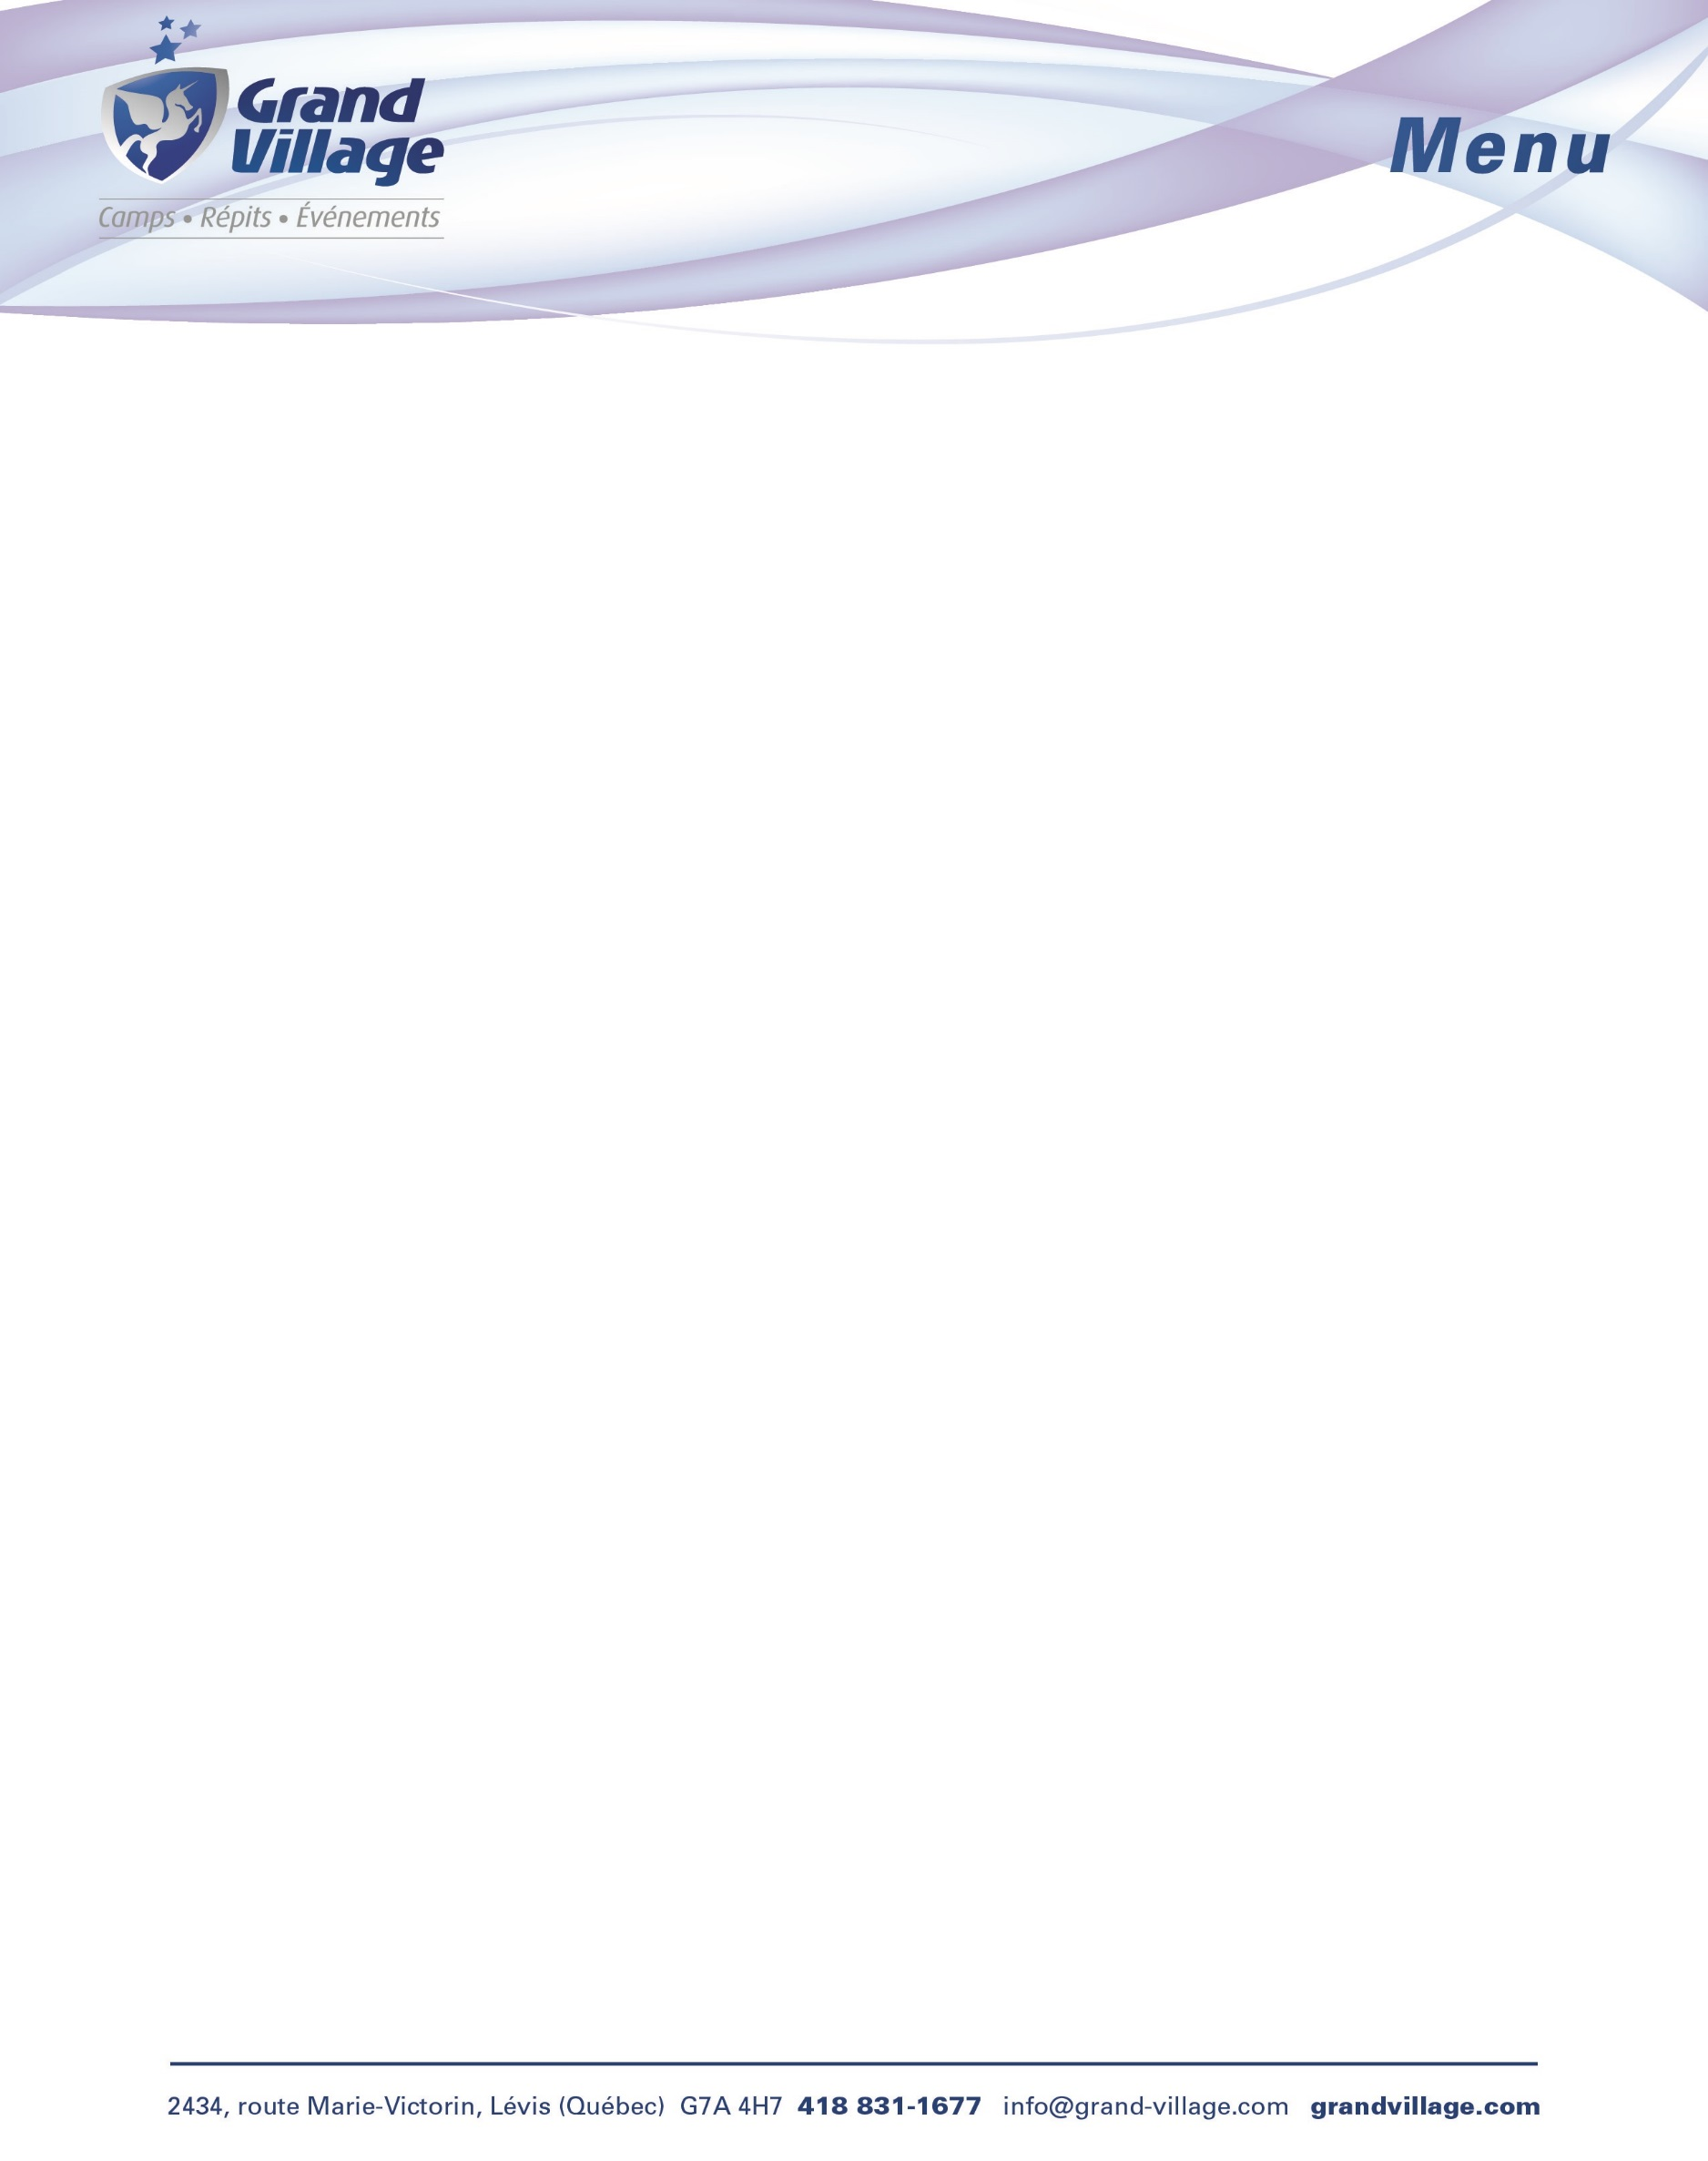 Grand
Village
Camps • Répits • Événements
Menu
2434, route Marie-Victorin, Lévis (Québec) G7A 4H7 418 831-1677 info@grand-village.com grandvillage.com